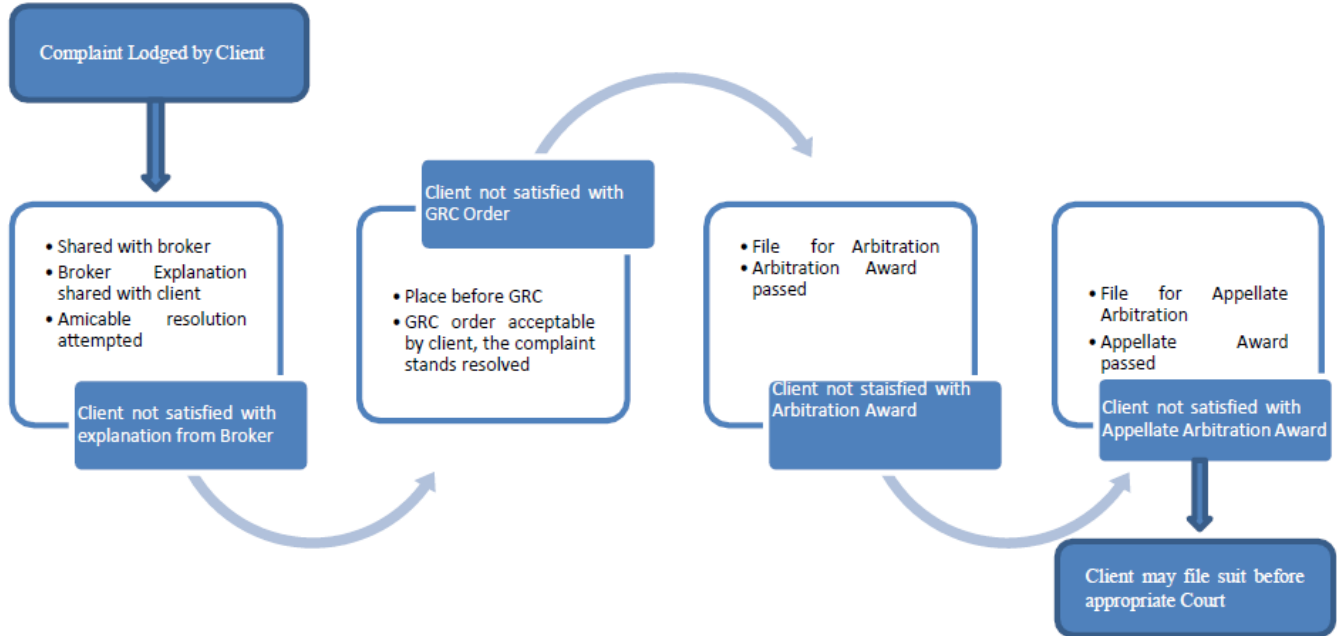 Complaint Lodged by Client
• Shared with broker
• Broker Explanation
shared with client
• Amicable resolution
attempted
Client not satisfied with
explanation from Broker
Client not satisfied with
GRC Order
• Place before GRC
• GRC order acceptable
by client, the complaint
stands resolved
• File for Arbitration
• Arbitration Award
passed
Client not staisfied with
Arbitration Award
• File for Appellate
Arbitration
• Appellate Award
passed
Client not satisfied with
Appellate Arbitration Award
Client may file suit before
appropriate Court